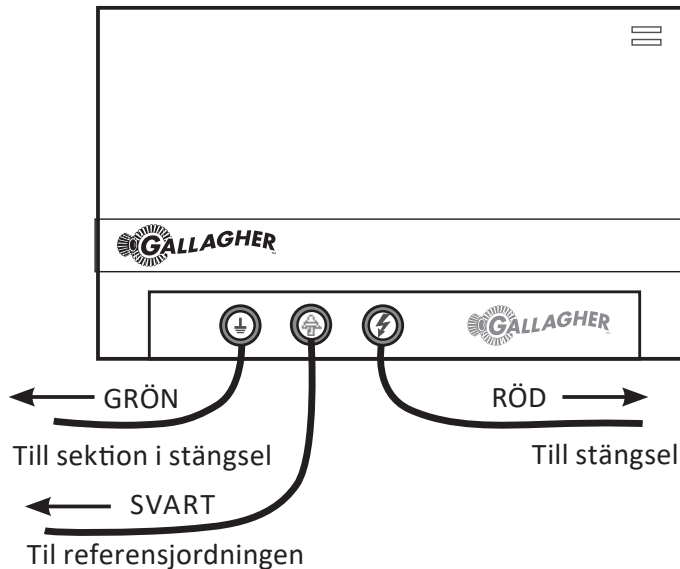 GALLAGHER
GALLAGHER
GRÖN
RÖD
Till sektion i stängsel
Till stängsel
SVART
Til referensjordningen